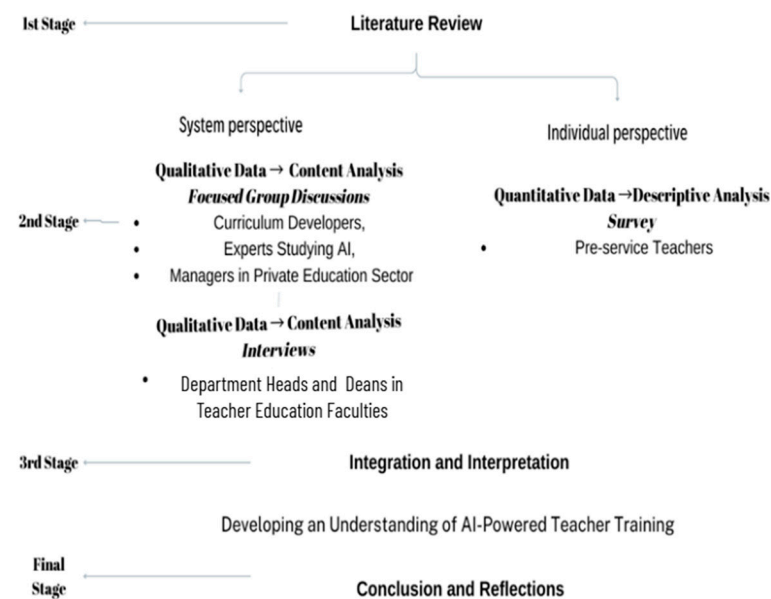 1st Stage
Literature Review
System perspective
Individual perspective
Qualitative Data → Content Analysis
Focused Group Discussions
Quantitative Data →Descriptive Analysis
Survey
2nd Stage
• Curriculum Developers,
• Experts Studying AI,
• Managers in Private Education Sector
• Pre-service Teachers
Qualitative Data → Content Analysis
Interviews
• Department Heads and Deans in
Teacher Education Faculties
3rd Stage
Integration and Interpretation
Developing an Understanding of AI-Powered Teacher Training
Final
Stage
Conclusion and Reflections